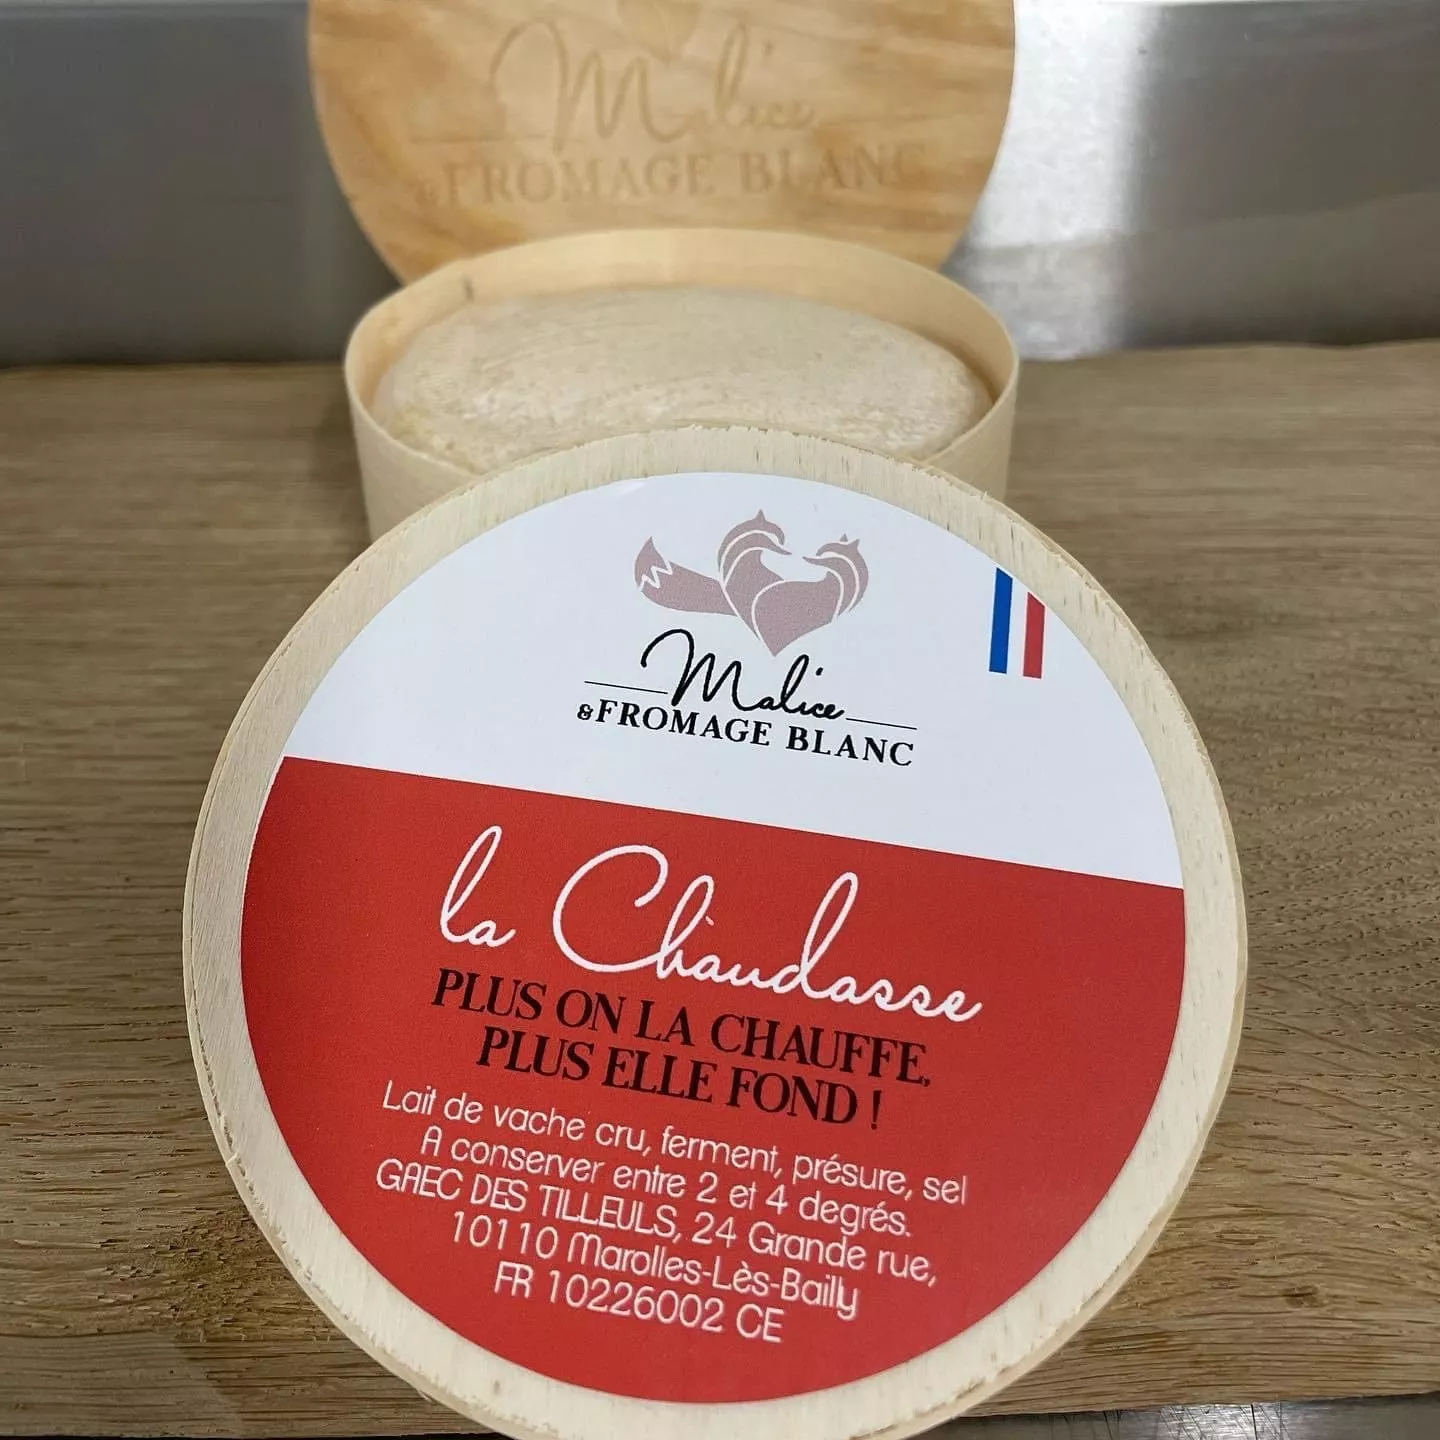 Malice
&FROMAGE BLANC
Malice
&FROMAGE BLANC
la Chaudasse
PLUS ON LA CHAUFFE,
PLUS ELLE FOND !
Lait de vache cru, ferment, présure, sel
A conserver entre 2 et 4 degrés.
GAEC DES TILLEULS, 24 Grande rue,
10110 Marolles-Lès-Bailly
FR 10226002 CE